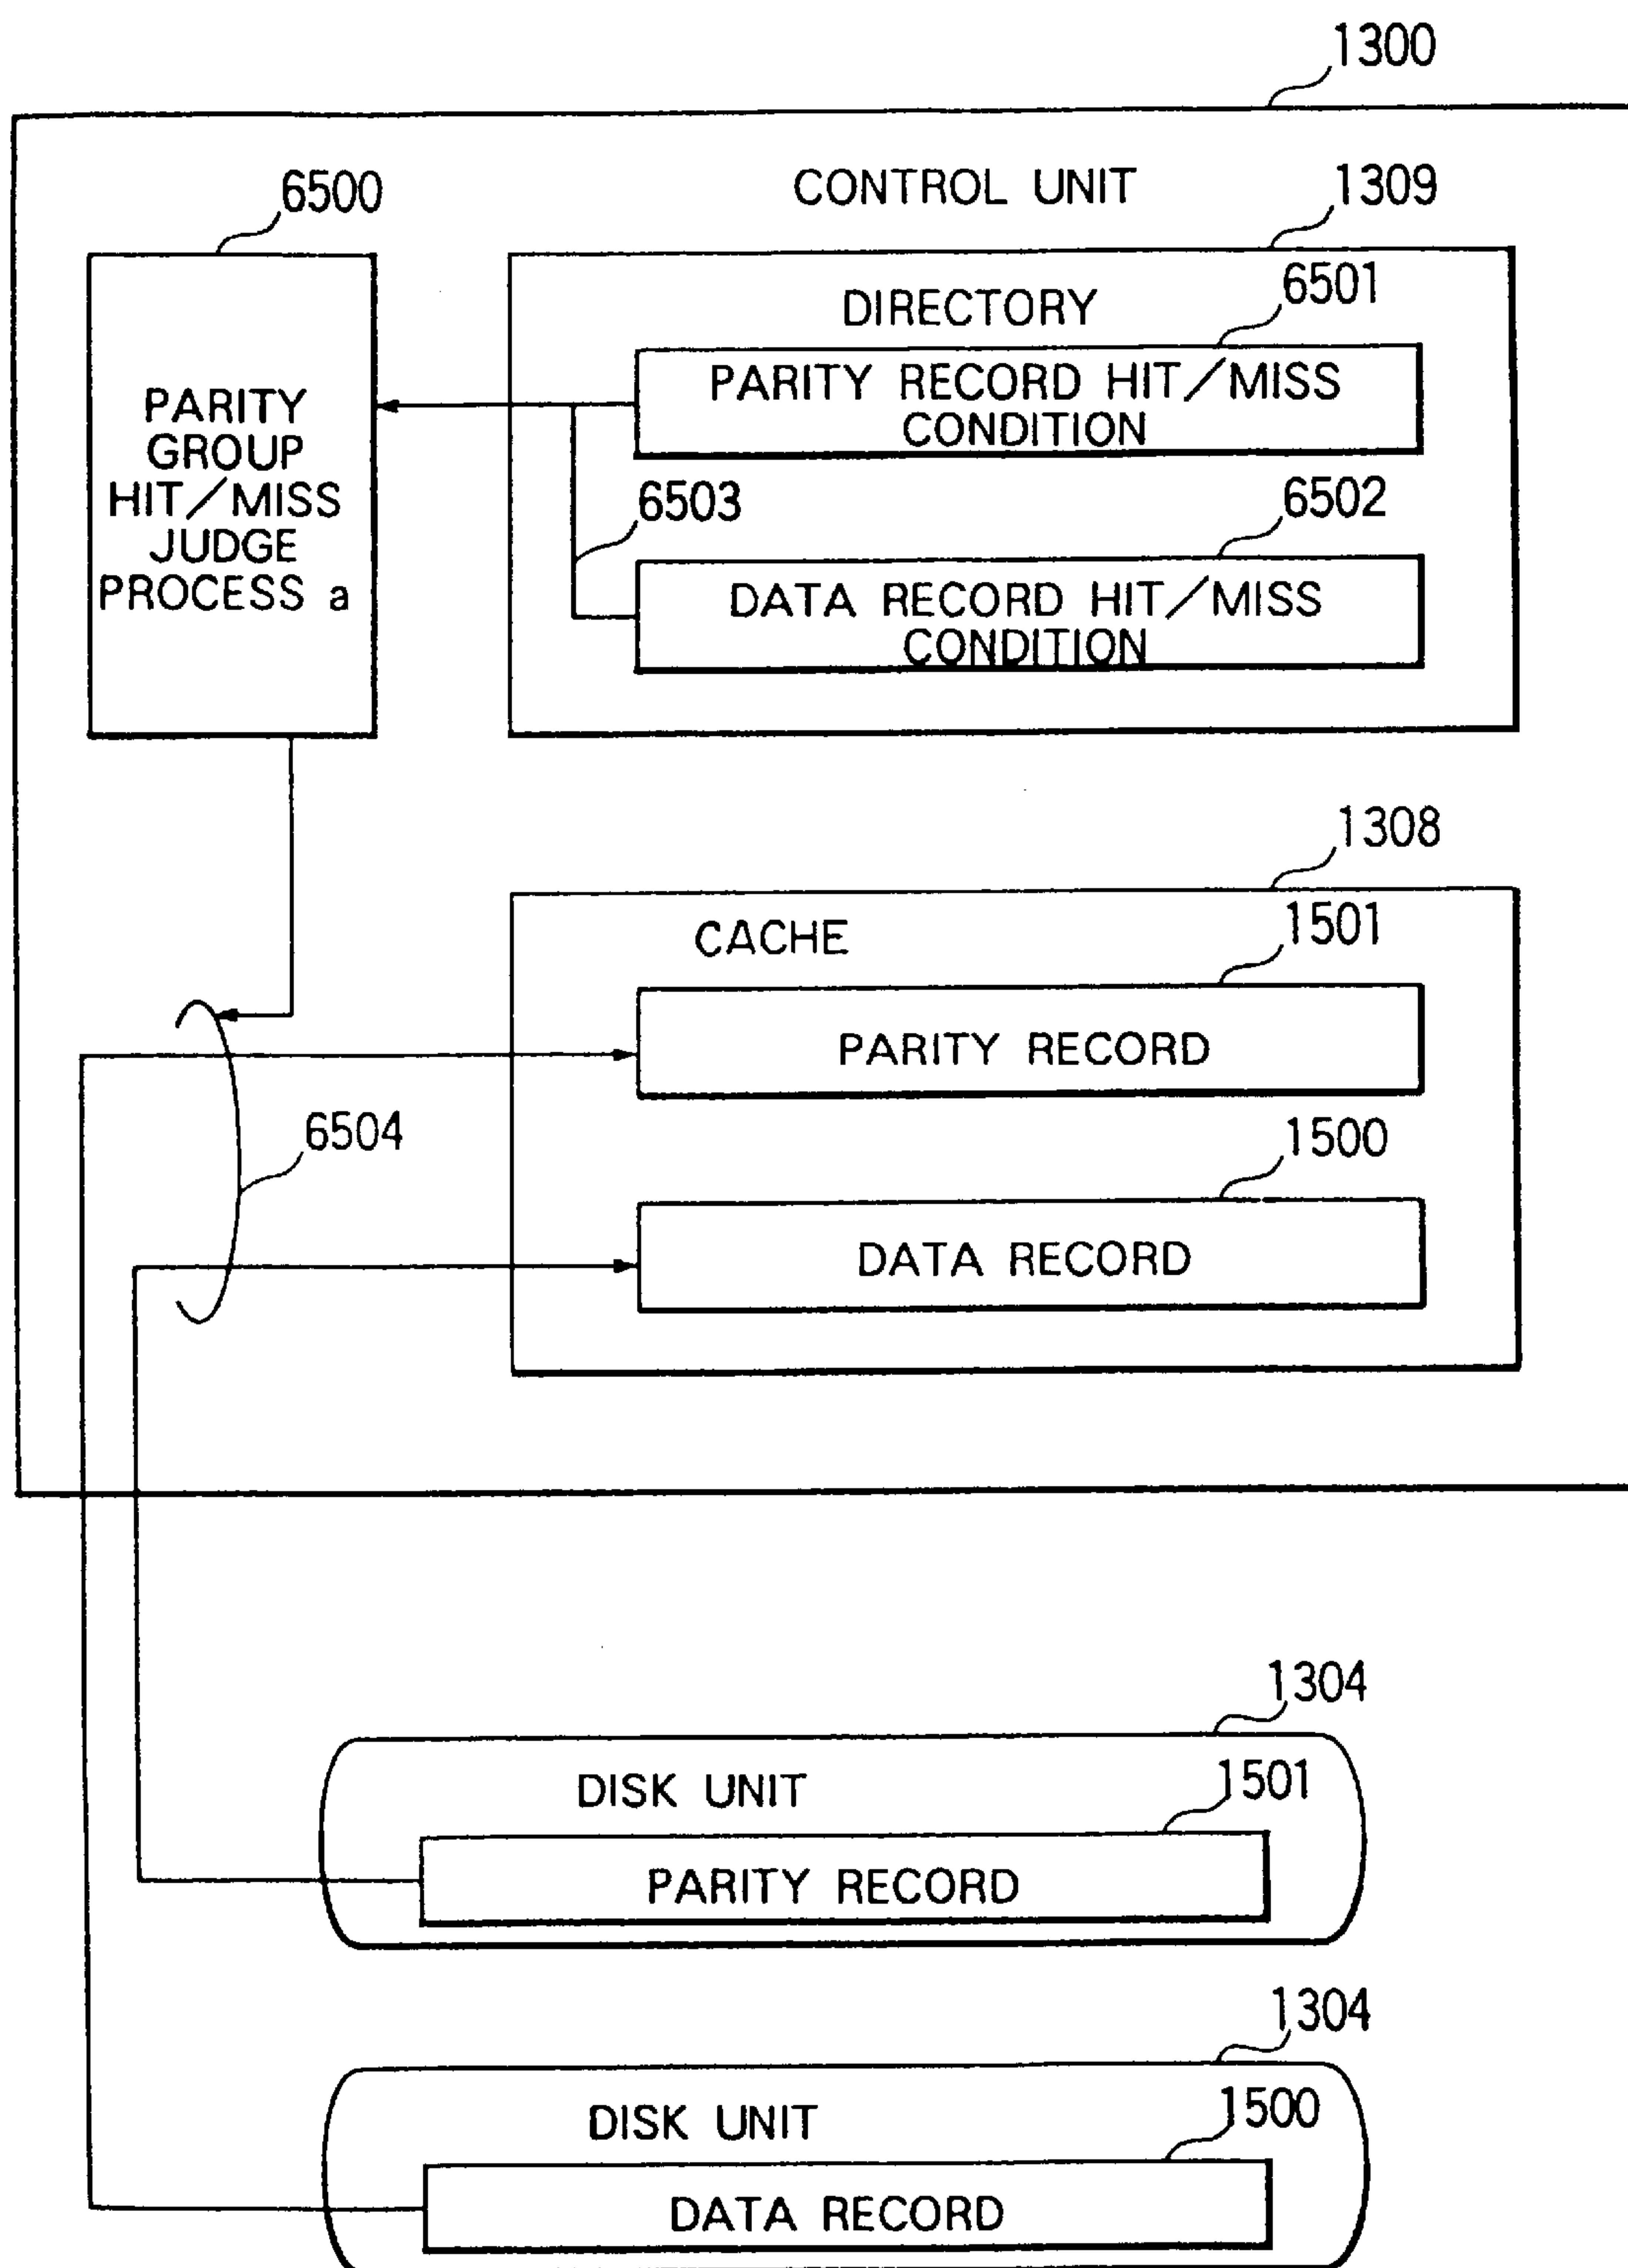 1300
CONTROL UNIT
6500
1309
DIRECTORY
6501
PARITY RECORD HIT/MISS
CONDITION
PARITY
GROUP
HIT/MISS
JUDGE
PROCESS a
6503
6502
DATA RECORD HIT/MISS
CONDITION
1308
CACHE
1501
PARITY RECORD
6504
1500
DATA RECORD
1304
DISK UNIT
1501
PARITY RECORD
1304
DISK UNIT
1500
DATA RECORD